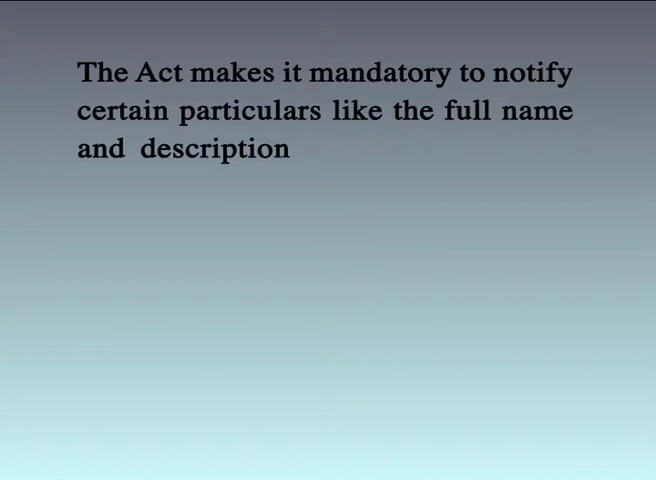 The Act makes it mandatory to notify
certain particulars like the full name
and description